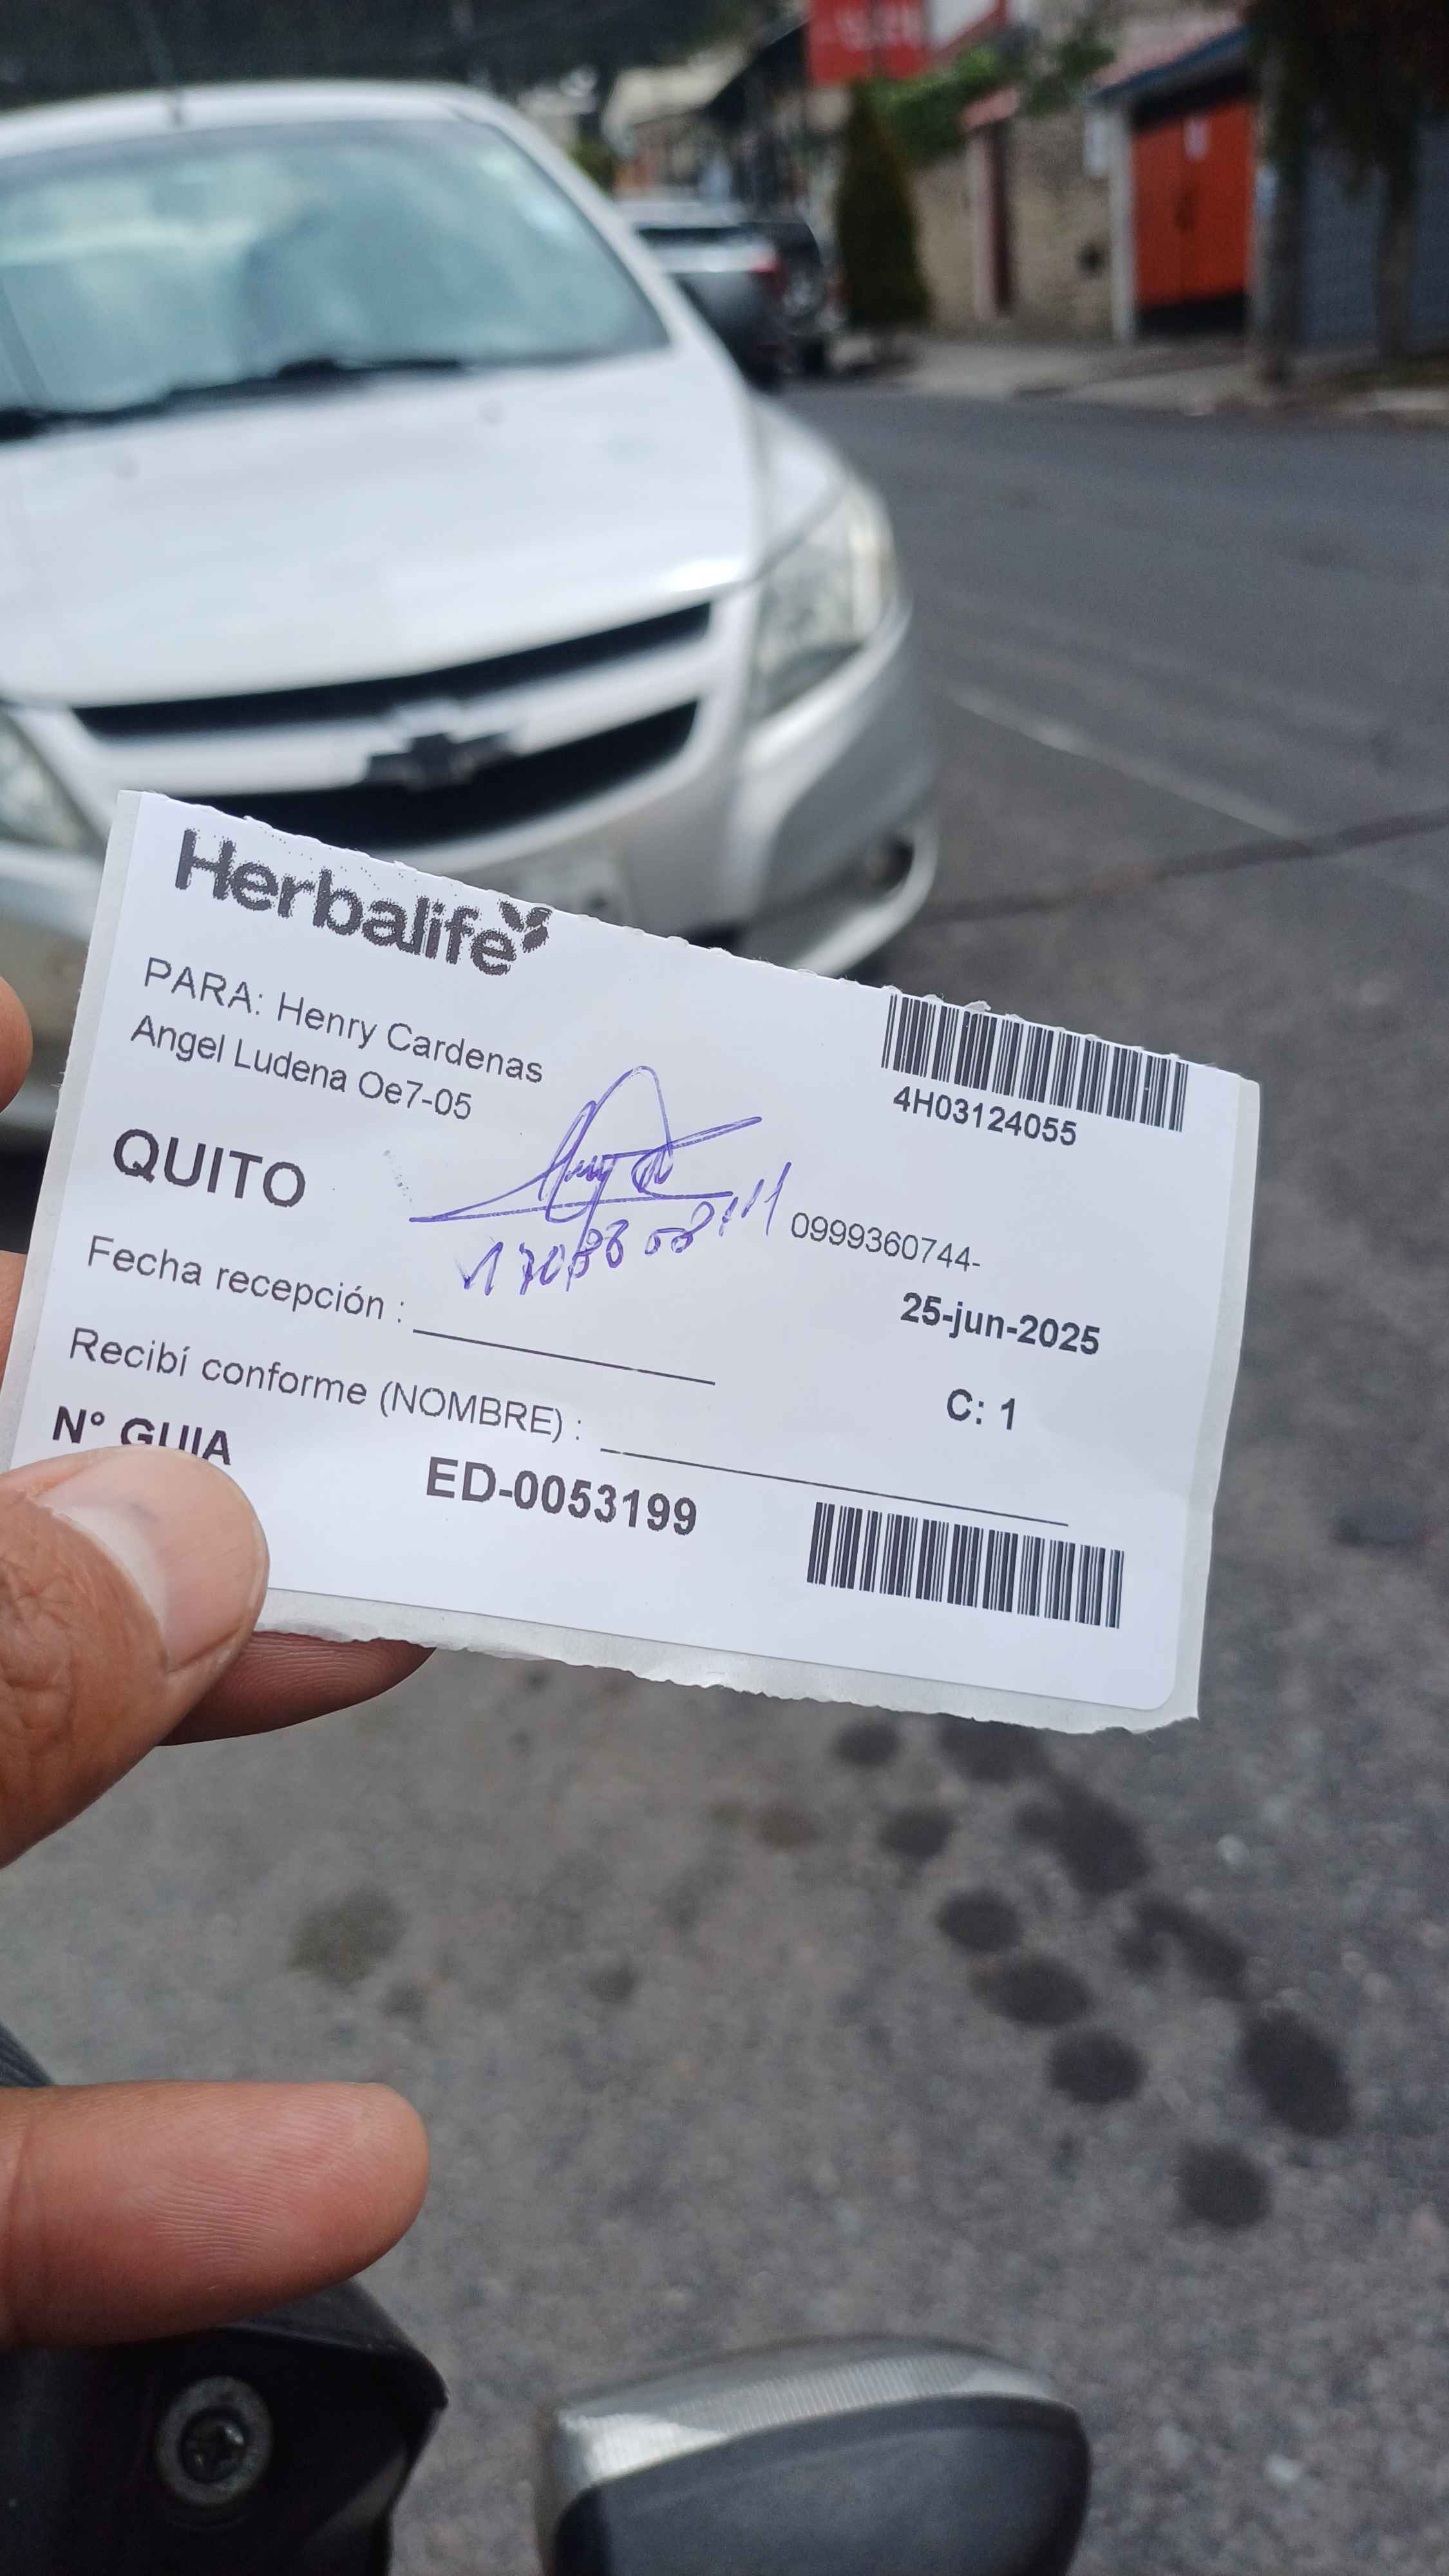 Herbalife
PARA: Henry Cardenas
Angel Ludena Oe7-05
4H03124055
QUITO
0999360744-
Fecha recepción :
25-jun-2025
Recibí conforme (NOMBRE) :
C: 1
N° GUIA
ED-0053199